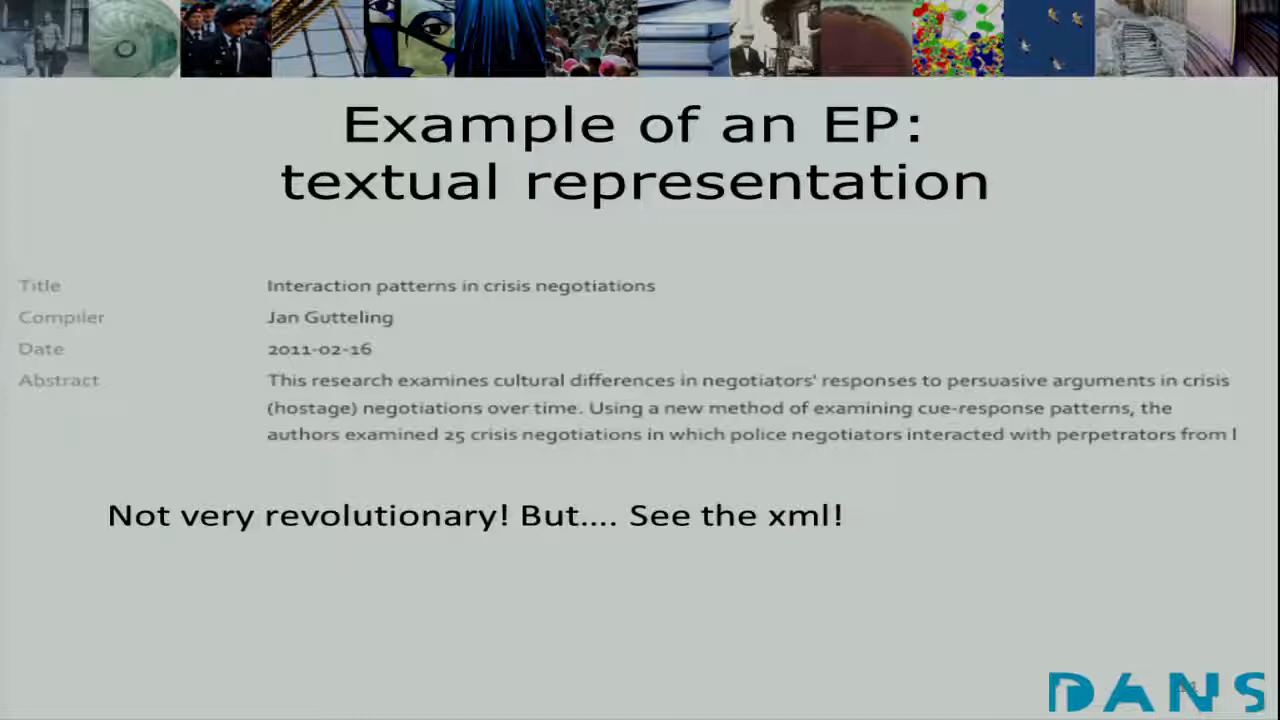 Example of an EP:
textual representation
Title Interaction patterns in crisis negotiations
Compiler Jan Gutteling
Date 2011-02-16
Abstract This research examines cultural differences in negotiators' responses to persuasive arguments in crisis
(hostage) negotiations over time. Using a new method of examining cue-response patterns, the
authors examined 25 crisis negotiations in which police negotiators interacted with perpetrators from l
Not very revolutionary! But.... See the xml!
DANS